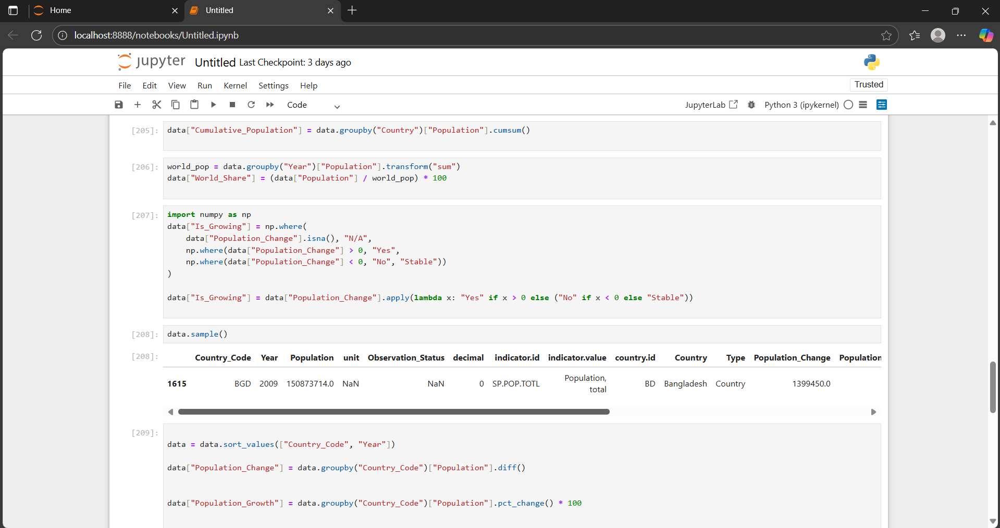 Home
Untitled
localhost:8888/notebooks/Untitled.ipynb
jupyter Untitled Last Checkpoint: 3 days ago
File Edit View Run Kernel Settings Help
Trusted
Code
JupyterLab
Python 3 (ipykernel)
[205]:
data["Cumulative_Population"] = data.groupby("Country")["Population"].cumsum()
[206]:
world_pop = data.groupby("Year")["Population"].transform("sum")
data["World_Share"] = (data["Population"] / world_pop) * 100
[207]:
import numpy as np
data["Is_Growing"] = np.where(
    data["Population_Change"].isna(), "N/A",
    np.where(data["Population_Change"] > 0, "Yes",
    np.where(data["Population_Change"] < 0, "No", "Stable"))
)
data["Is_Growing"] = data["Population_Change"].apply(lambda x: "Yes" if x > 0 else ("No" if x < 0 else "Stable"))
[208]:
data.sample()
[208]:
Country_Code Year Population unit Observation_Status decimal indicator.id indicator.value country.id Country Type Population_Change Population
1615 BGD 2009 150873714.0 NaN NaN 0 SP.POP.TOTL Population, total BD Bangladesh Country 1399450.0
[209]:
data = data.sort_values(["Country_Code", "Year"])
data["Population_Change"] = data.groupby("Country_Code")["Population"].diff()
data["Population_Growth"] = data.groupby("Country_Code")["Population"].pct_change() * 100